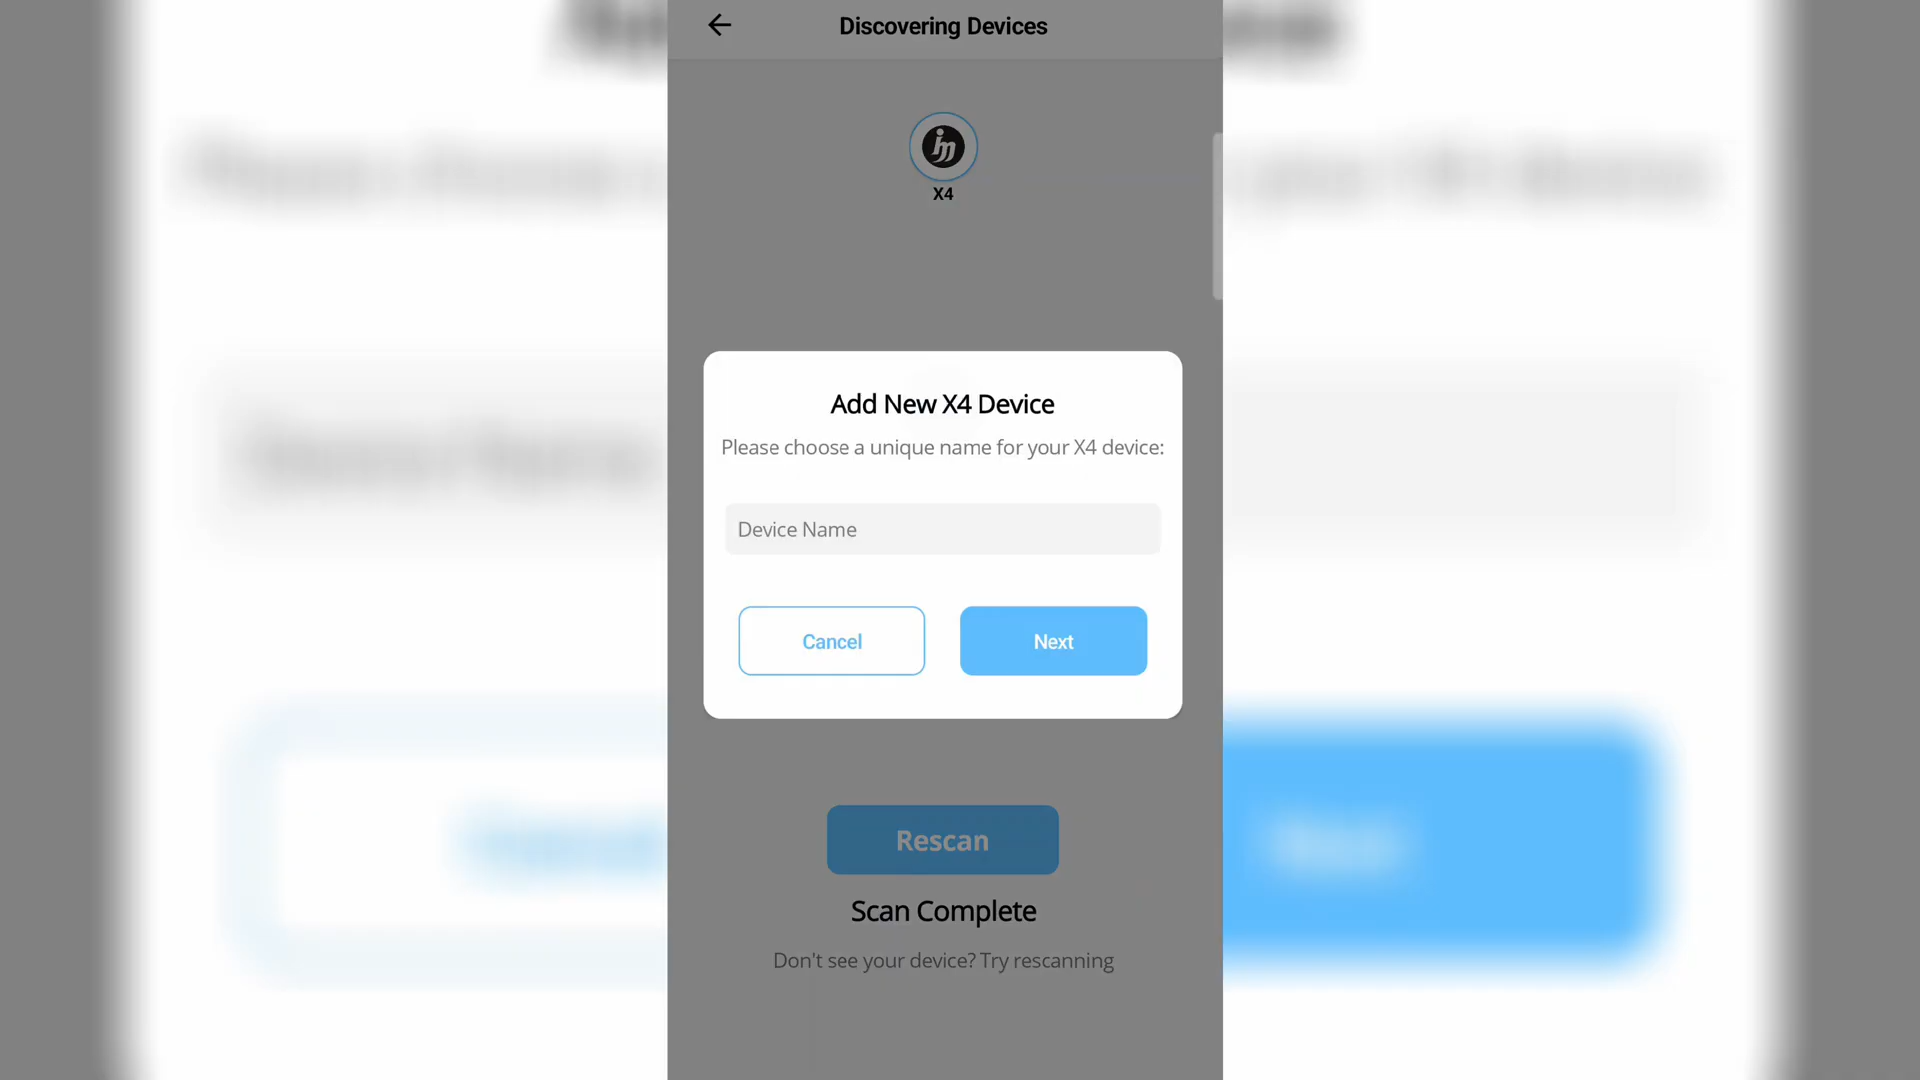 Discovering Devices
X4
Add New X4 Device
Please choose a unique name for your X4 device:
Device Name
Cancel
Next
Rescan
Scan Complete
Don't see your device? Try rescanning